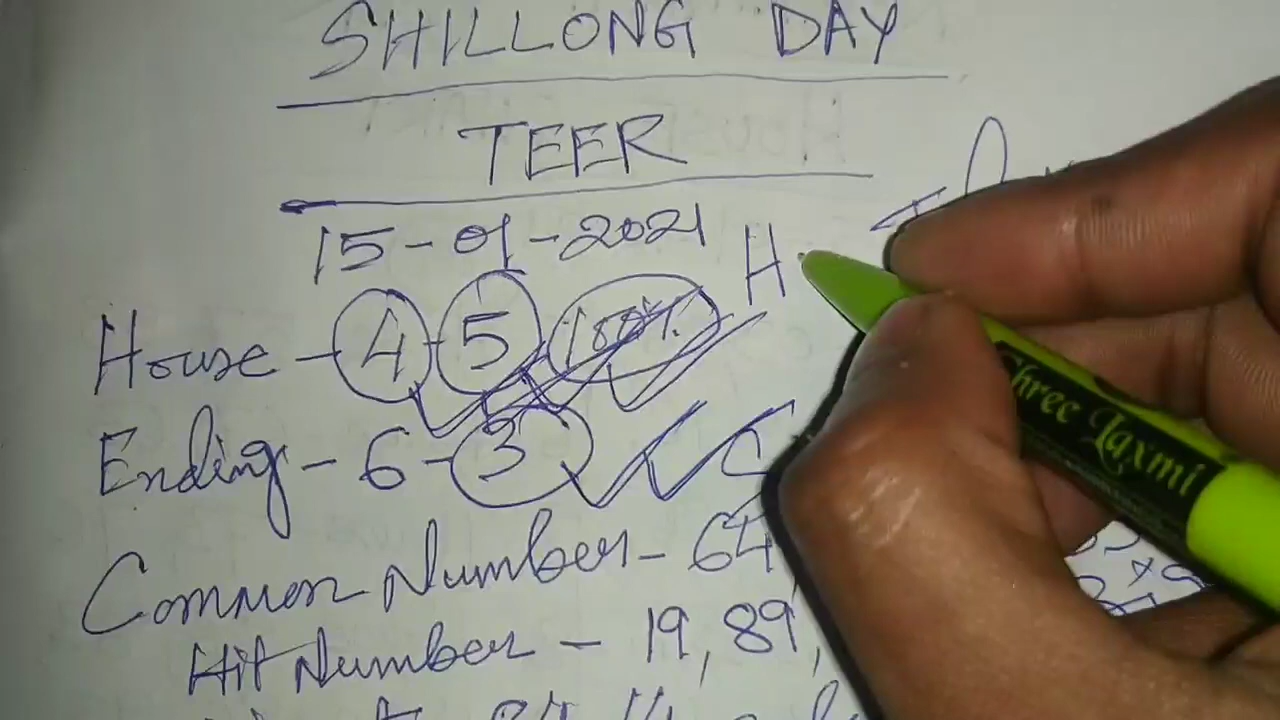 SHILLONG DAY
TEER
15-01-2021
House - 4 - 5 - 100% H
Ending - 6 - 3 C
Common Number - 64,
Hit Number - 19, 89,
Shree Laxmi